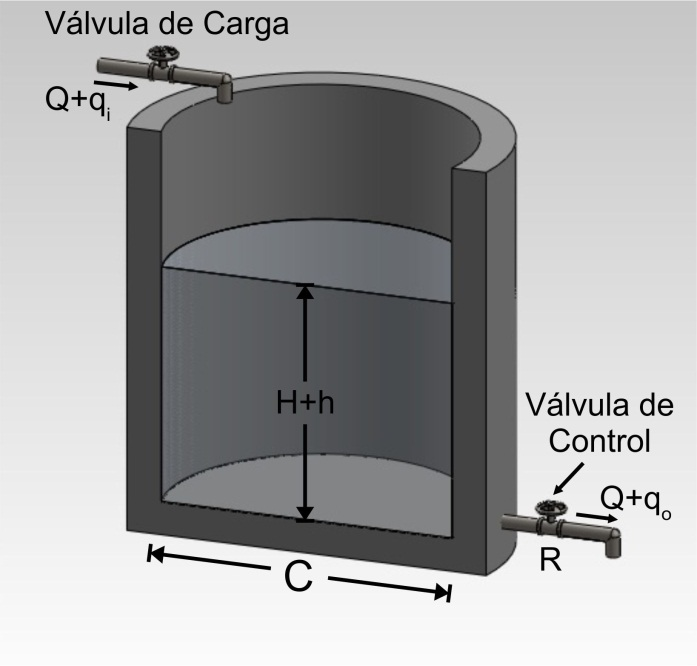 Válvula de Carga
Q+qi
H+h
Válvula de
Control
Q+qo
R
C